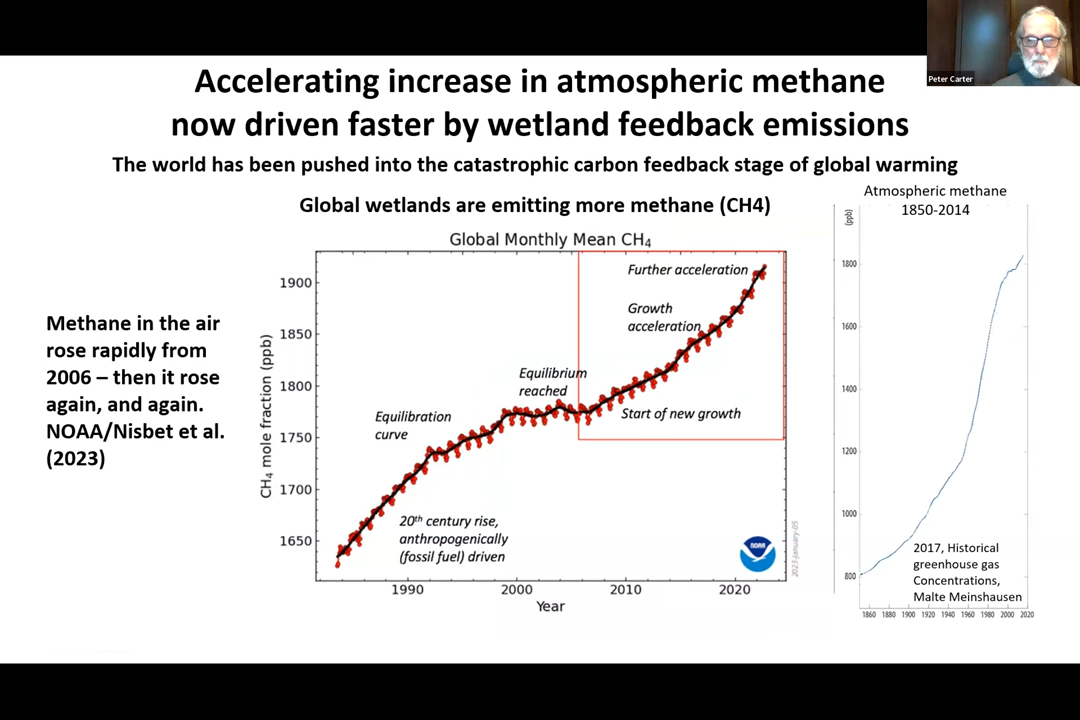 Peter Carter
Accelerating increase in atmospheric methane
now driven faster by wetland feedback emissions
The world has been pushed into the catastrophic carbon feedback stage of global warming
Global wetlands are emitting more methane (CH4)
Methane in the air
rose rapidly from
2006 – then it rose
again, and again.
NOAA/Nisbet et al.
(2023)
Global Monthly Mean CH₄
CH₄ mole fraction (ppb)
1900
1850
1800
1750
1700
1650
Further acceleration
Growth
acceleration
Equilibrium
reached
Start of new growth
Equilibration
curve
20th century rise,
anthropogenically
(fossil fuel) driven
NOAA
2023-January-05
1990 2000 2010 2020
Year
Atmospheric methane
1850-2014
(ppb)
1800
1600
1400
1200
1000
800
2017, Historical
greenhouse gas
Concentrations,
Malte Meinshausen
1860 1880 1900 1920 1940 1960 1980 2000 2020